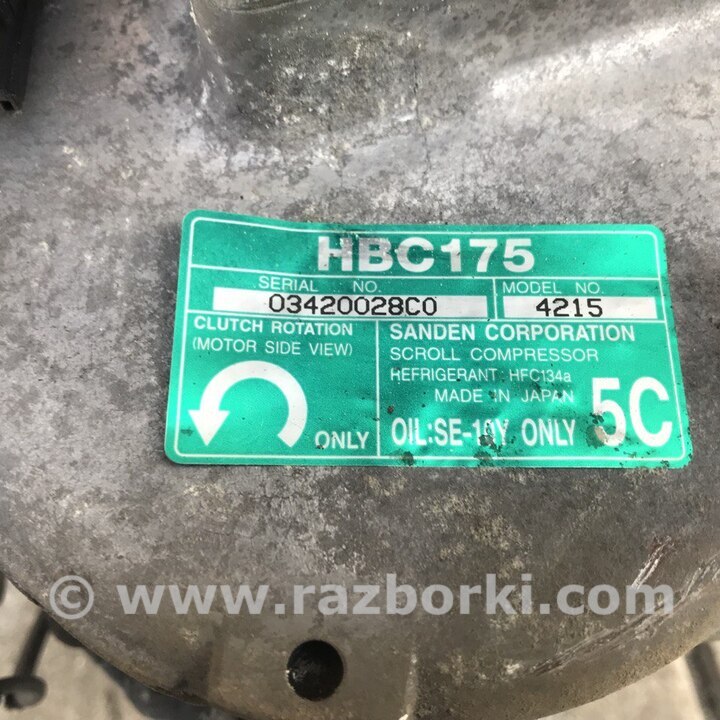 HBC175
SERIAL NO. MODEL NO.
03420028C0 4215
CLUTCH ROTATION
(MOTOR SIDE VIEW)
ONLY
SANDEN CORPORATION
SCROLL COMPRESSOR
REFRIGERANT HFC134a
MADE IN JAPAN
OIL:SE-10Y ONLY 5C
© www.razborki.com